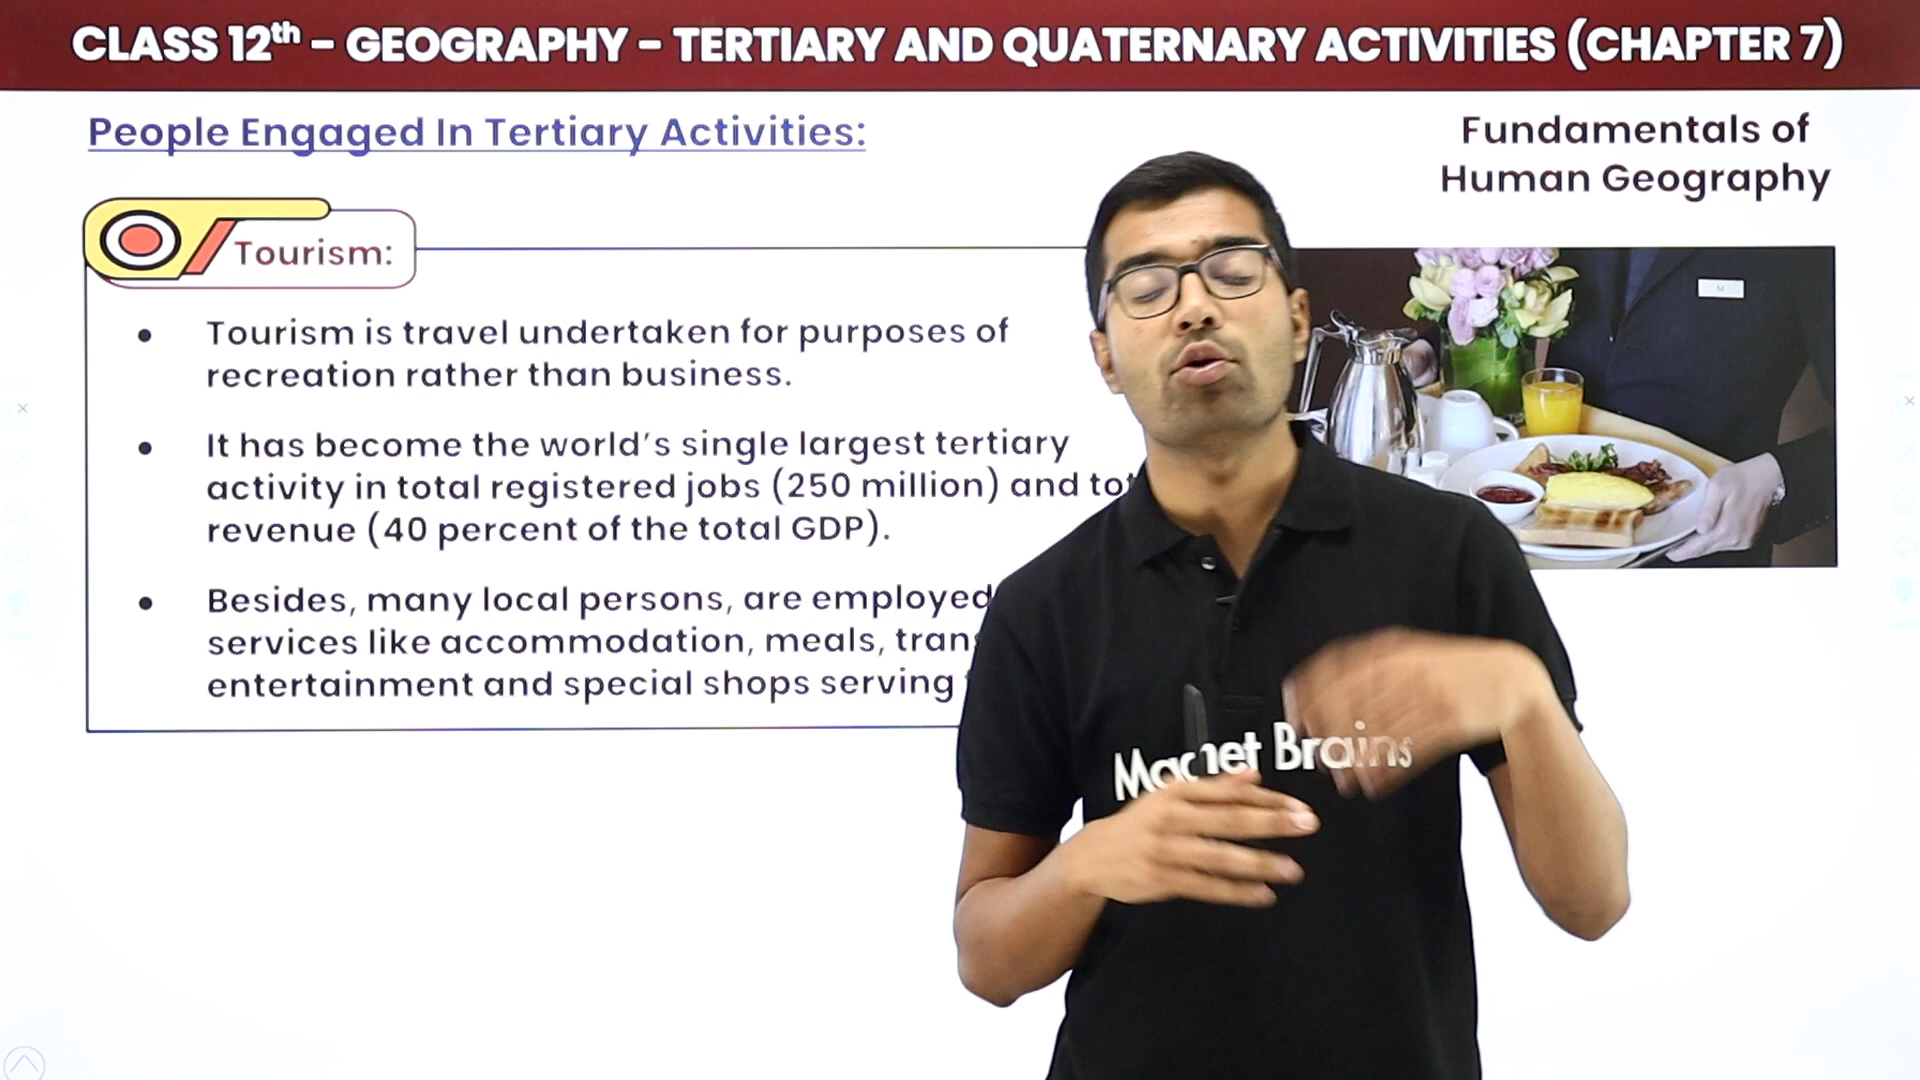 CLASS 12th – GEOGRAPHY – TERTIARY AND QUATERNARY ACTIVITIES (CHAPTER 7)
People Engaged In Tertiary Activities:
Fundamentals of
Human Geography
Tourism:
• Tourism is travel undertaken for purposes of
recreation rather than business.
• It has become the world's single largest tertiary
activity in total registered jobs (250 million) and
revenue (40 percent of the total GDP).
• Besides, many local persons, are employed
services like accommodation, meals,
entertainment and special shops serving
Brains